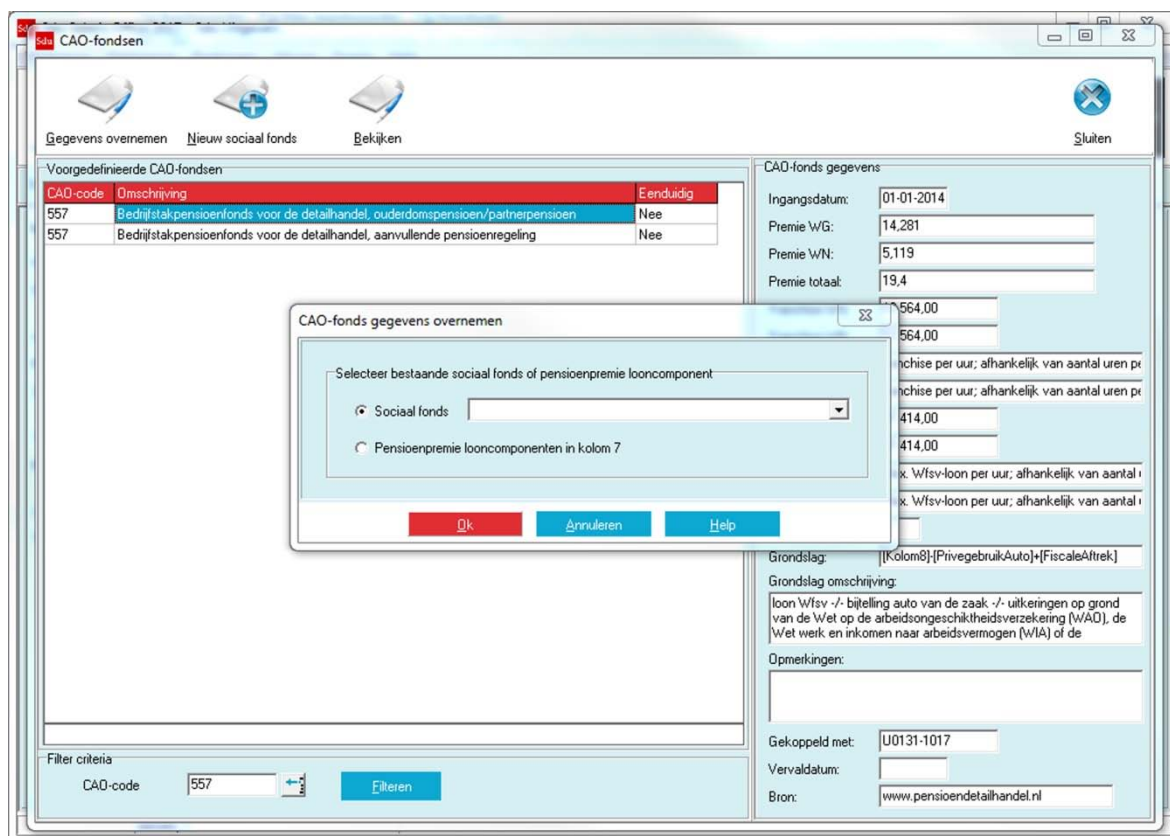 Sdu CAO-fondsen
Gegevens overnemen Nieuw sociaal fonds Bekijken Sluiten
Voorgedefinieerde CAO-fondsen
CAO-code Omschrijving Eenduidig
557 Bedrijfstakpensioenfonds voor de detailhandel, ouderdomspensioen/partnerpensioen Nee
557 Bedrijfstakpensioenfonds voor de detailhandel, aanvullende pensioenregeling Nee
CAO-fonds gegevens overnemen
Selecteer bestaande sociaal fonds of pensioenpremie looncomponent
Sociaal fonds
Pensioenpremie looncomponenten in kolom 7
Ok Annuleren Help
Filter criteria
CAO-code 557 Filteren
CAO-fonds gegevens
Ingangsdatum: 01-01-2014
Premie WG: 14,281
Premie WN: 5,119
Premie totaal: 19,4
564,00
564,00
nchise per uur; afhankelijk van aantal uren pe
nchise per uur; afhankelijk van aantal uren pe
414,00
414,00
x. Wfsv-loon per uur; afhankelijk van aantal
x. Wfsv-loon per uur; afhankelijk van aantal
Grondslag: [Kolom8]-[PrivegebruikAuto]+[FiscaleAftrek]
Grondslag omschrijving:
loon Wfsv -/- bijtelling auto van de zaak -/- uitkeringen op grond
van de Wet op de arbeidsongeschiktheidsverzekering (WAO), de
Wet werk en inkomen naar arbeidsvermogen (WIA) of de
Opmerkingen:
Gekoppeld met: U0131-1017
Vervaldatum:
Bron: www.pensioendetailhandel.nl